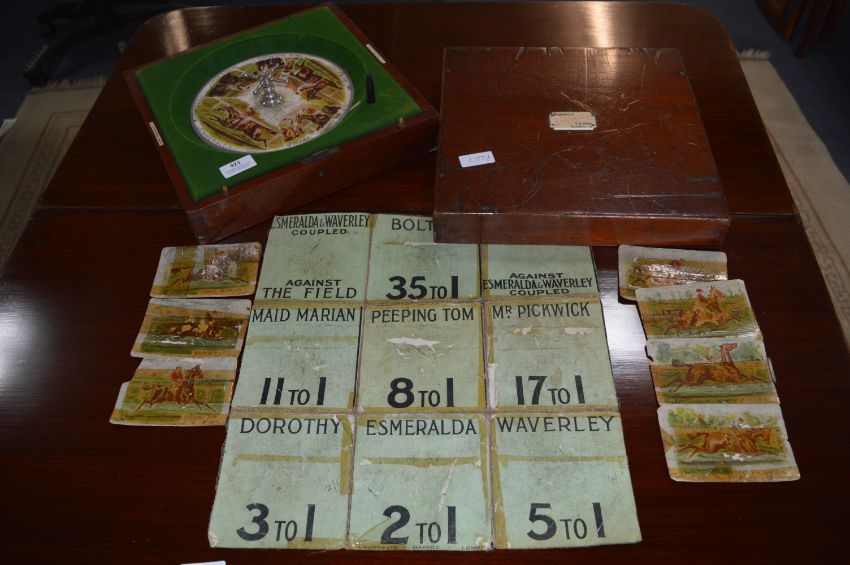 421
ESMERALDA & WAVERLEY
COUPLED
AGAINST
THE FIELD
BOLT
35 TO 1
AGAINST
ESMERALDA & WAVERLEY
COUPLED
MAID MARIAN
11 TO 1
PEEPING TOM
8 TO 1
MR PICKWICK
17 TO 1
DOROTHY
3 TO 1
ESMERALDA
2 TO 1
WAVERLEY
5 TO 1
MAKERS